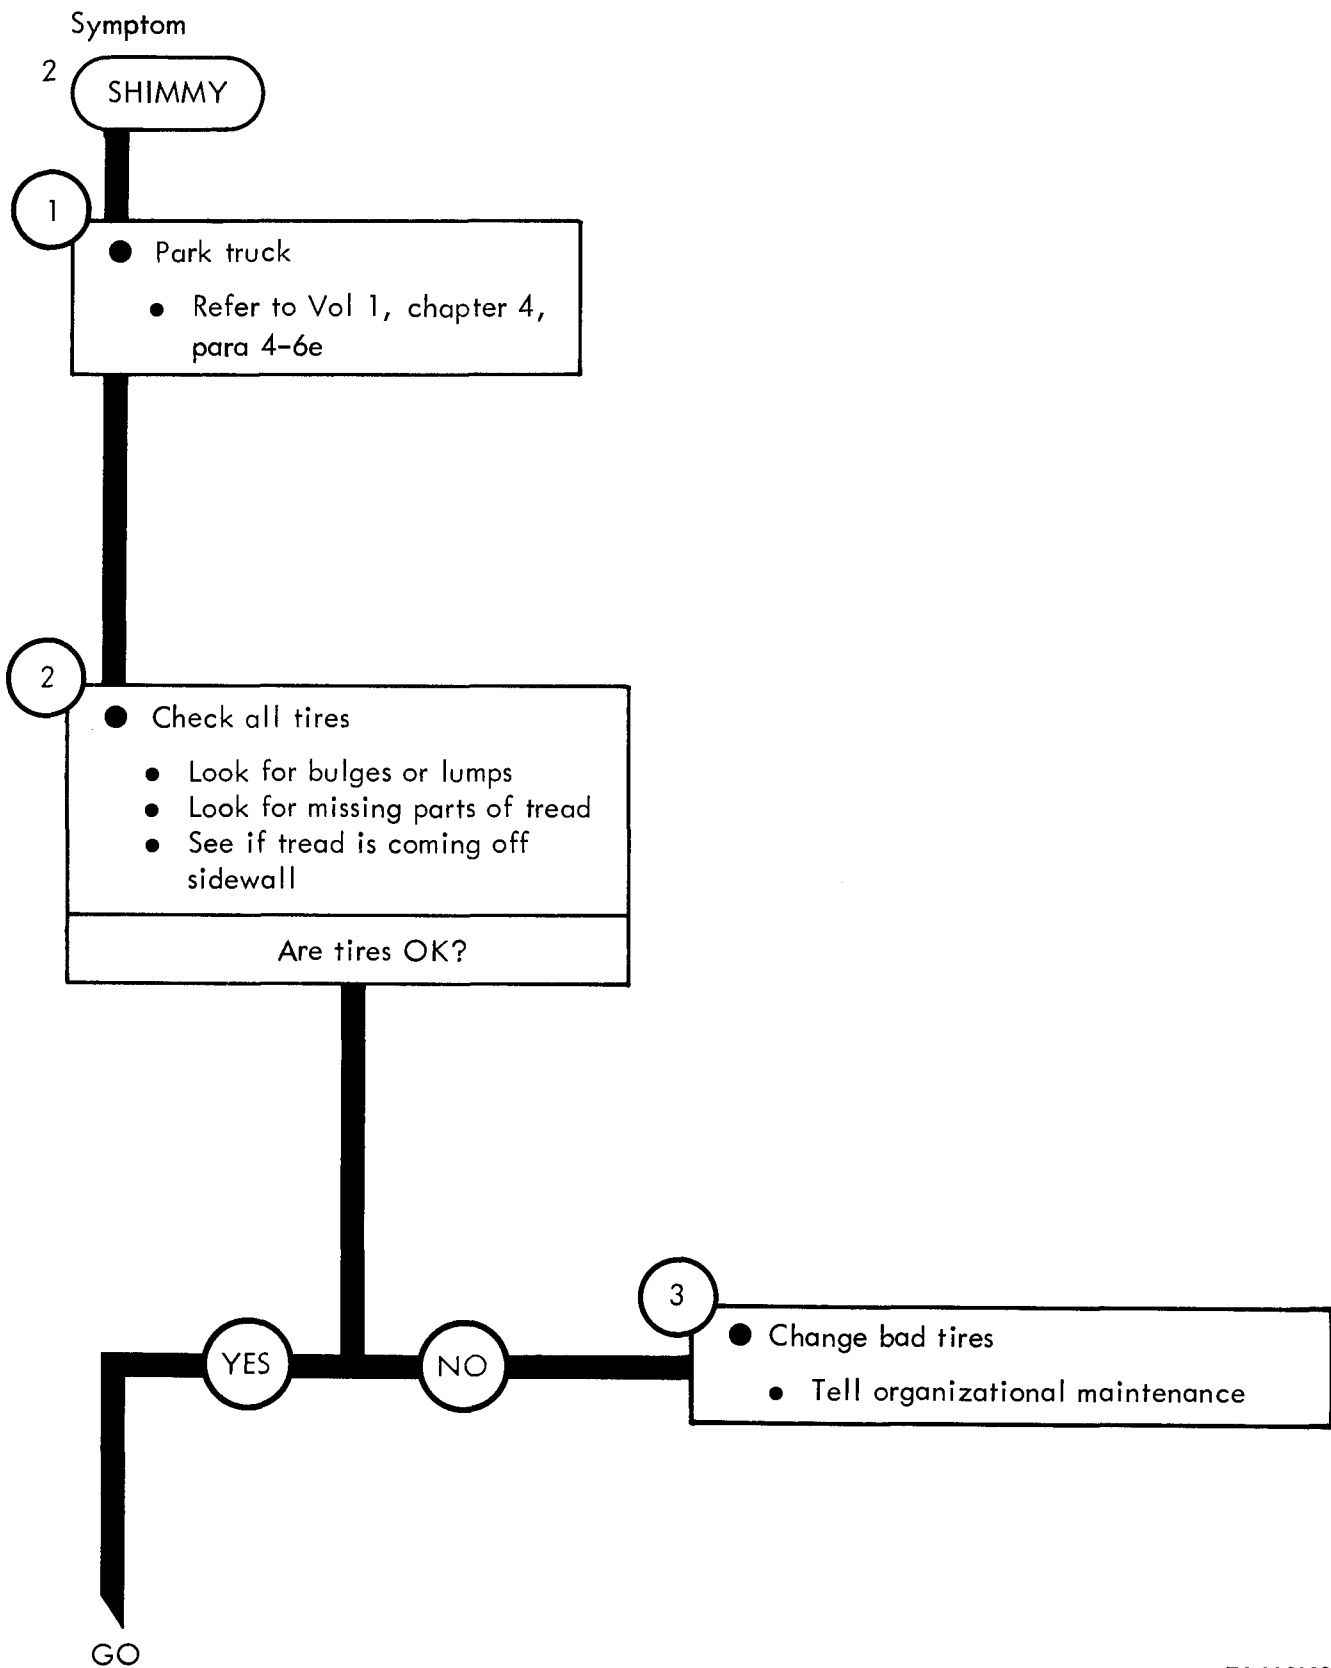 Symptom
2
SHIMMY
1
● Park truck
● Refer to Vol 1, chapter 4,
para 4-6e
2
● Check all tires
● Look for bulges or lumps
● Look for missing parts of tread
● See if tread is coming off
sidewall
Are tires OK?
YES
NO
3
● Change bad tires
● Tell organizational maintenance
GO